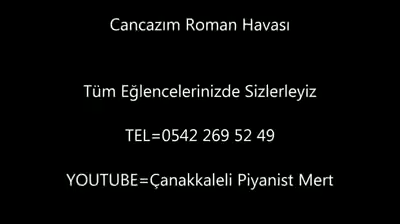 Cancazım Roman Havası
Tüm Eğlencelerinizde Sizlerleyiz
TEL=0542 269 52 49
YOUTUBE=Çanakkaleli Piyanist Mert